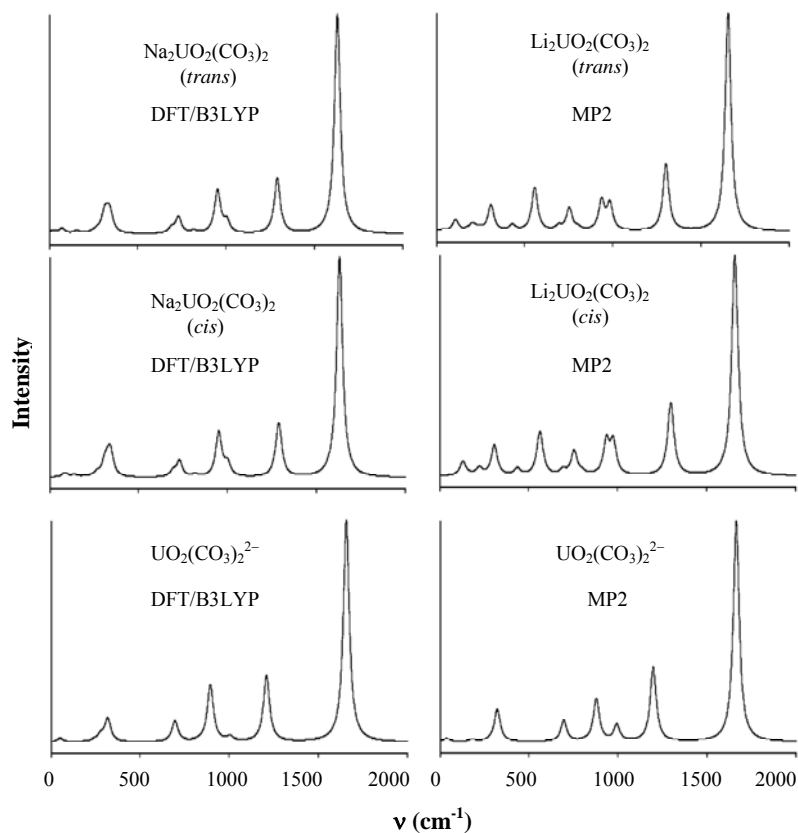 Na₂UO₂(CO₃)₂
(trans)
DFT/B3LYP
Li₂UO₂(CO₃)₂
(trans)
MP2
Na₂UO₂(CO₃)₂
(cis)
DFT/B3LYP
Li₂UO₂(CO₃)₂
(cis)
MP2
UO₂(CO₃)₂²⁻
DFT/B3LYP
UO₂(CO₃)₂²⁻
MP2
Intensity
0 500 1000 1500 2000
0 500 1000 1500 2000
ν (cm⁻¹)